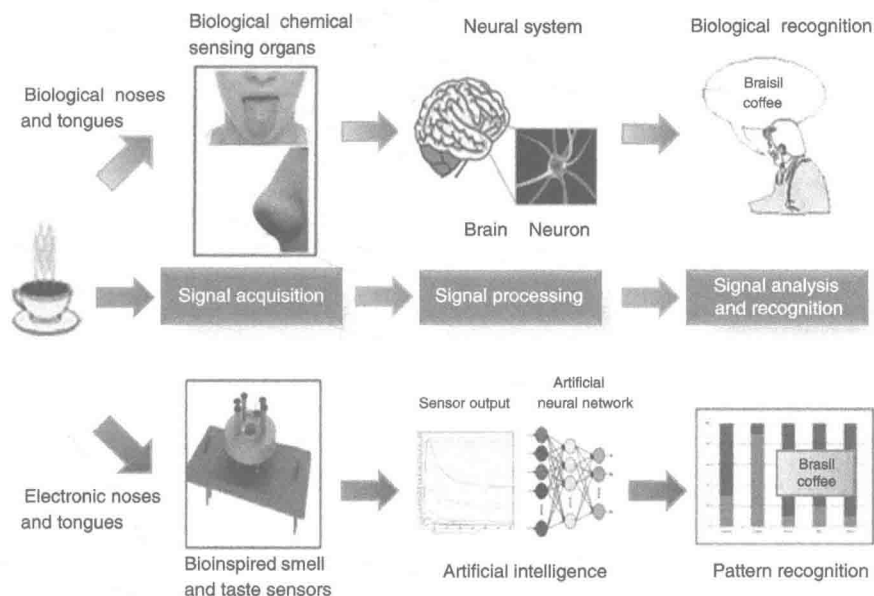 Biological chemical
sensing organs
Neural system
Biological recognition
Biological noses
and tongues
Braisil
coffee
Brain Neuron
Signal acquisition
Signal processing
Signal analysis
and recognition
Sensor output
Artificial
neural network
Brasil
coffee
Electronic noses
and tongues
Bioinspired smell
and taste sensors
Artificial intelligence
Pattern recognition